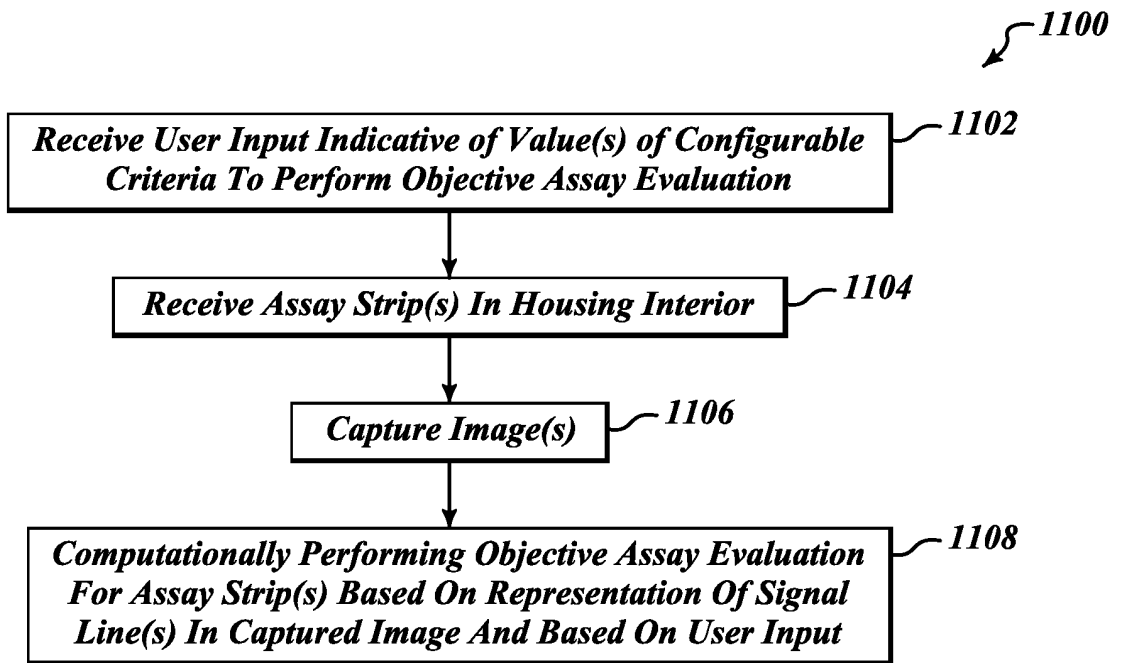 1100
Receive User Input Indicative of Value(s) of Configurable
Criteria To Perform Objective Assay Evaluation
1102
Receive Assay Strip(s) In Housing Interior
1104
Capture Image(s)
1106
Computationally Performing Objective Assay Evaluation
For Assay Strip(s) Based On Representation Of Signal
Line(s) In Captured Image And Based On User Input
1108